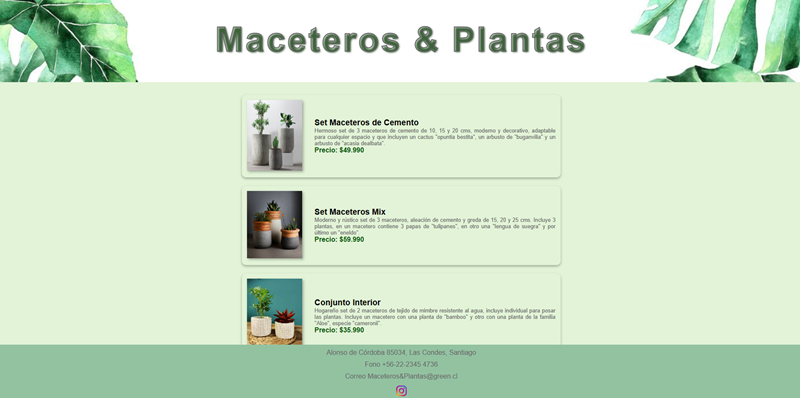 Maceteros & Plantas
Set Maceteros de Cemento
Hermoso set de 3 maceteros de cemento de 10, 15 y 20 cms, moderno y decorativo, adaptable
para cualquier espacio y que incluyen un cactus "opuntia bestita", un arbusto de "buganvilla" y un
arbusto de "acasia dealbata".
Precio: $49.990
Set Maceteros Mix
Moderno y rústico set de 3 maceteros, aleación de cemento y greda de 15, 20 y 25 cms. Incluye 3
plantas, en un macetero contiene 3 papas de "tulipanes", en otro una "lengua de suegra" y por
último un "eneldo"
Precio: $59.990
Conjunto Interior
Hogareño set de 2 maceteros de tejido de mimbre resistente al agua, incluye individual para posar
las plantas. Incluye un macetero con una planta de "bamboo" y otro con una planta de la familia
"Aloe", especie "cameronii".
Precio: $35.990
Alonso de Córdoba 85034, Las Condes, Santiago
Fono +56-22-2345 4736
Correo Maceteros&Plantas@green.cl